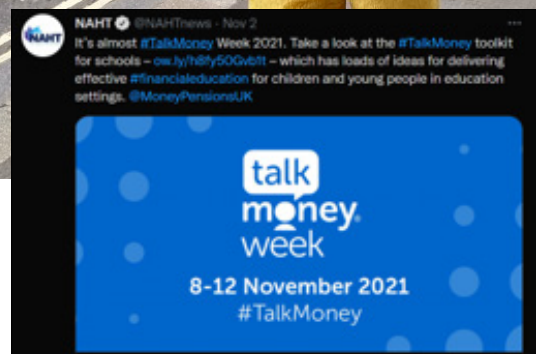 NAHT @NAHTnews · Nov 2
NAHT
It's almost #TalkMoney Week 2021. Take a look at the #TalkMoney toolkit
for schools – ow.ly/h8fy50Gvb1t – which has loads of ideas for delivering
effective #financialeducation for children and young people in education
settings. @MoneyPensionsUK
talk
money
week
8-12 November 2021
#TalkMoney